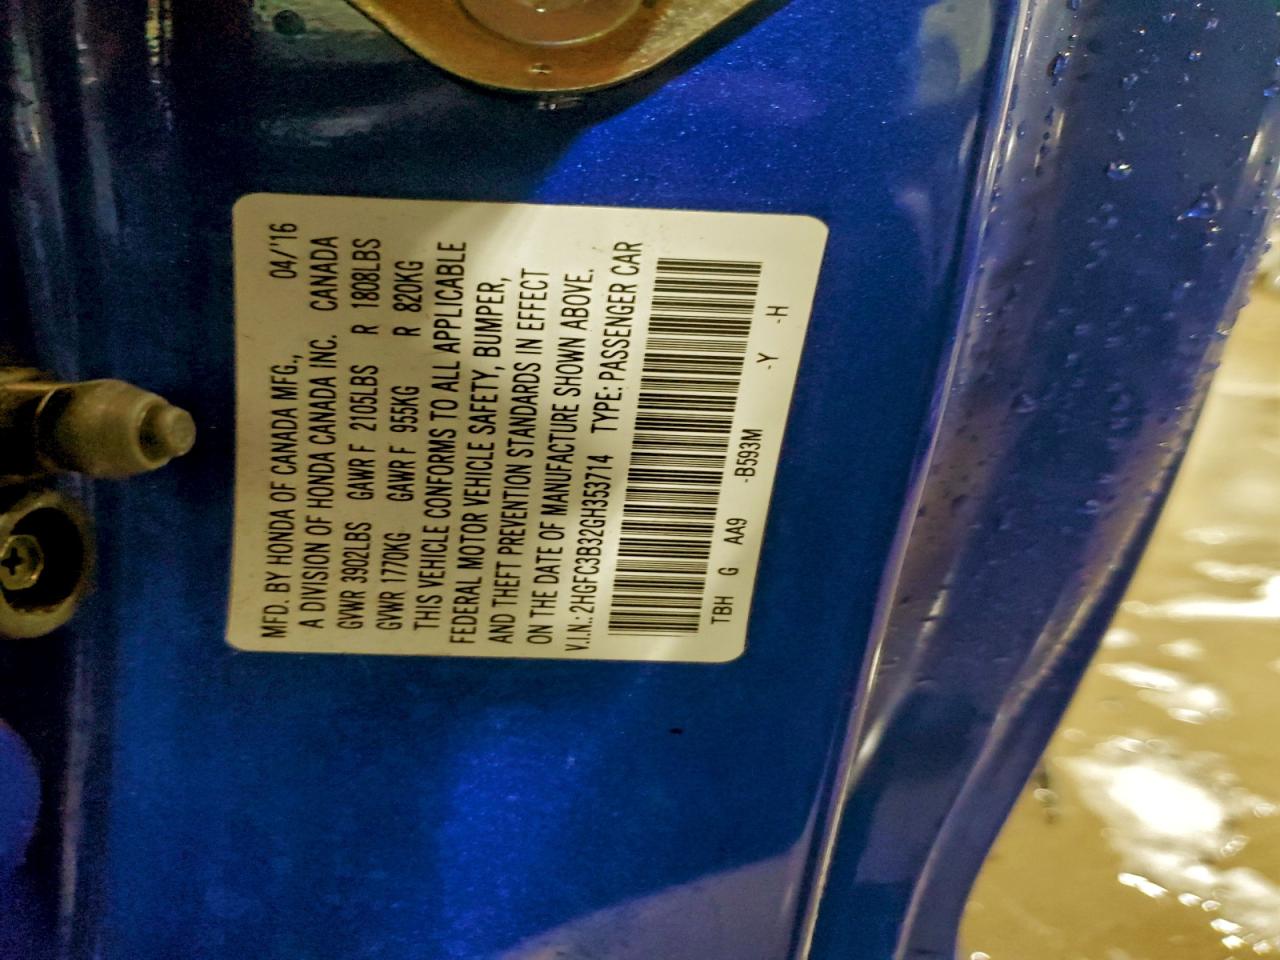 MFD. BY HONDA OF CANADA MFG., 04/'16
A DIVISION OF HONDA CANADA INC. CANADA
GVWR 3902LBS GAWR F 2105LBS R 1808LBS
GVWR 1770KG GAWR F 955KG R 820KG
THIS VEHICLE CONFORMS TO ALL APPLICABLE
FEDERAL MOTOR VEHICLE SAFETY, BUMPER,
AND THEFT PREVENTION STANDARDS IN EFFECT
ON THE DATE OF MANUFACTURE SHOWN ABOVE.
V.I.N.: 2HGFC3B32GH353714 TYPE: PASSENGER CAR
TBH G AA9 -B593M -Y -H